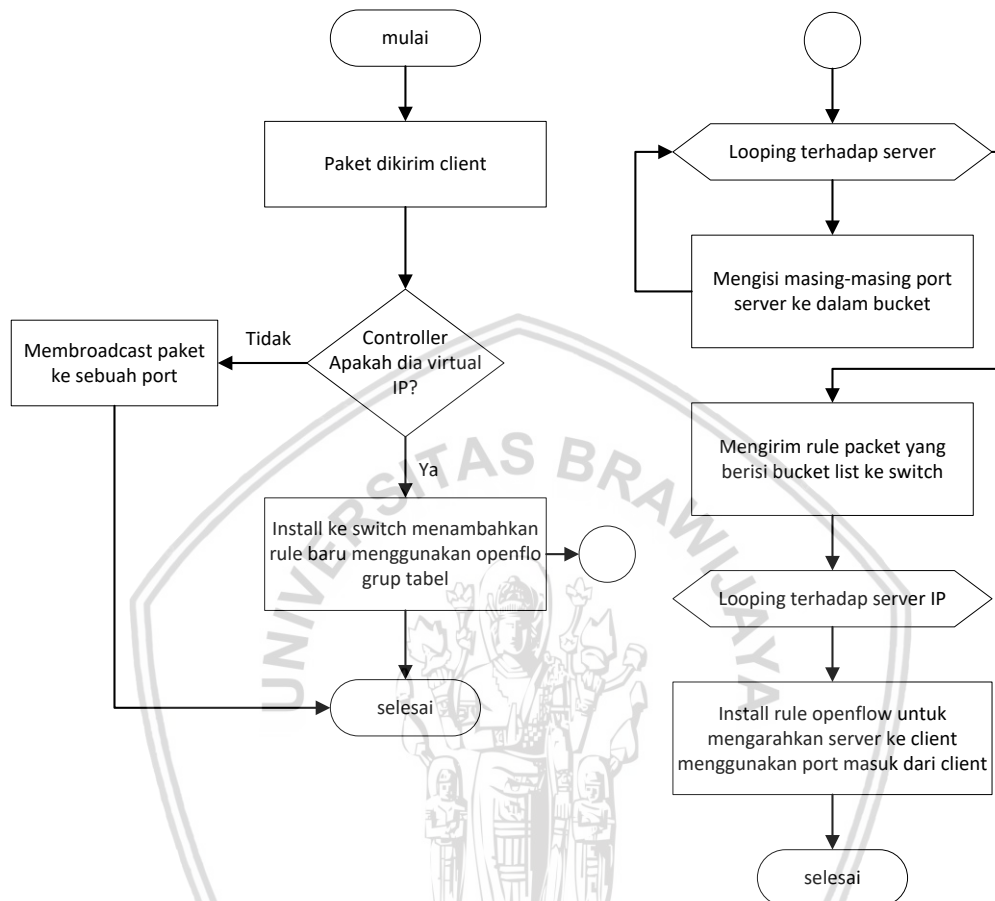 mulai
Paket dikirim client
Controller
Apakah dia virtual
IP?
Tidak
Membroadcast paket
ke sebuah port
Ya
Install ke switch menambahkan
rule baru menggunakan openflo
grup tabel
selesai
Looping terhadap server
Mengisi masing-masing port
server ke dalam bucket
Mengirim rule packet yang
berisi bucket list ke switch
Looping terhadap server IP
Install rule openflow untuk
mengarahkan server ke client
menggunakan port masuk dari client
selesai
UNIVERSITAS BRAWIJAYA